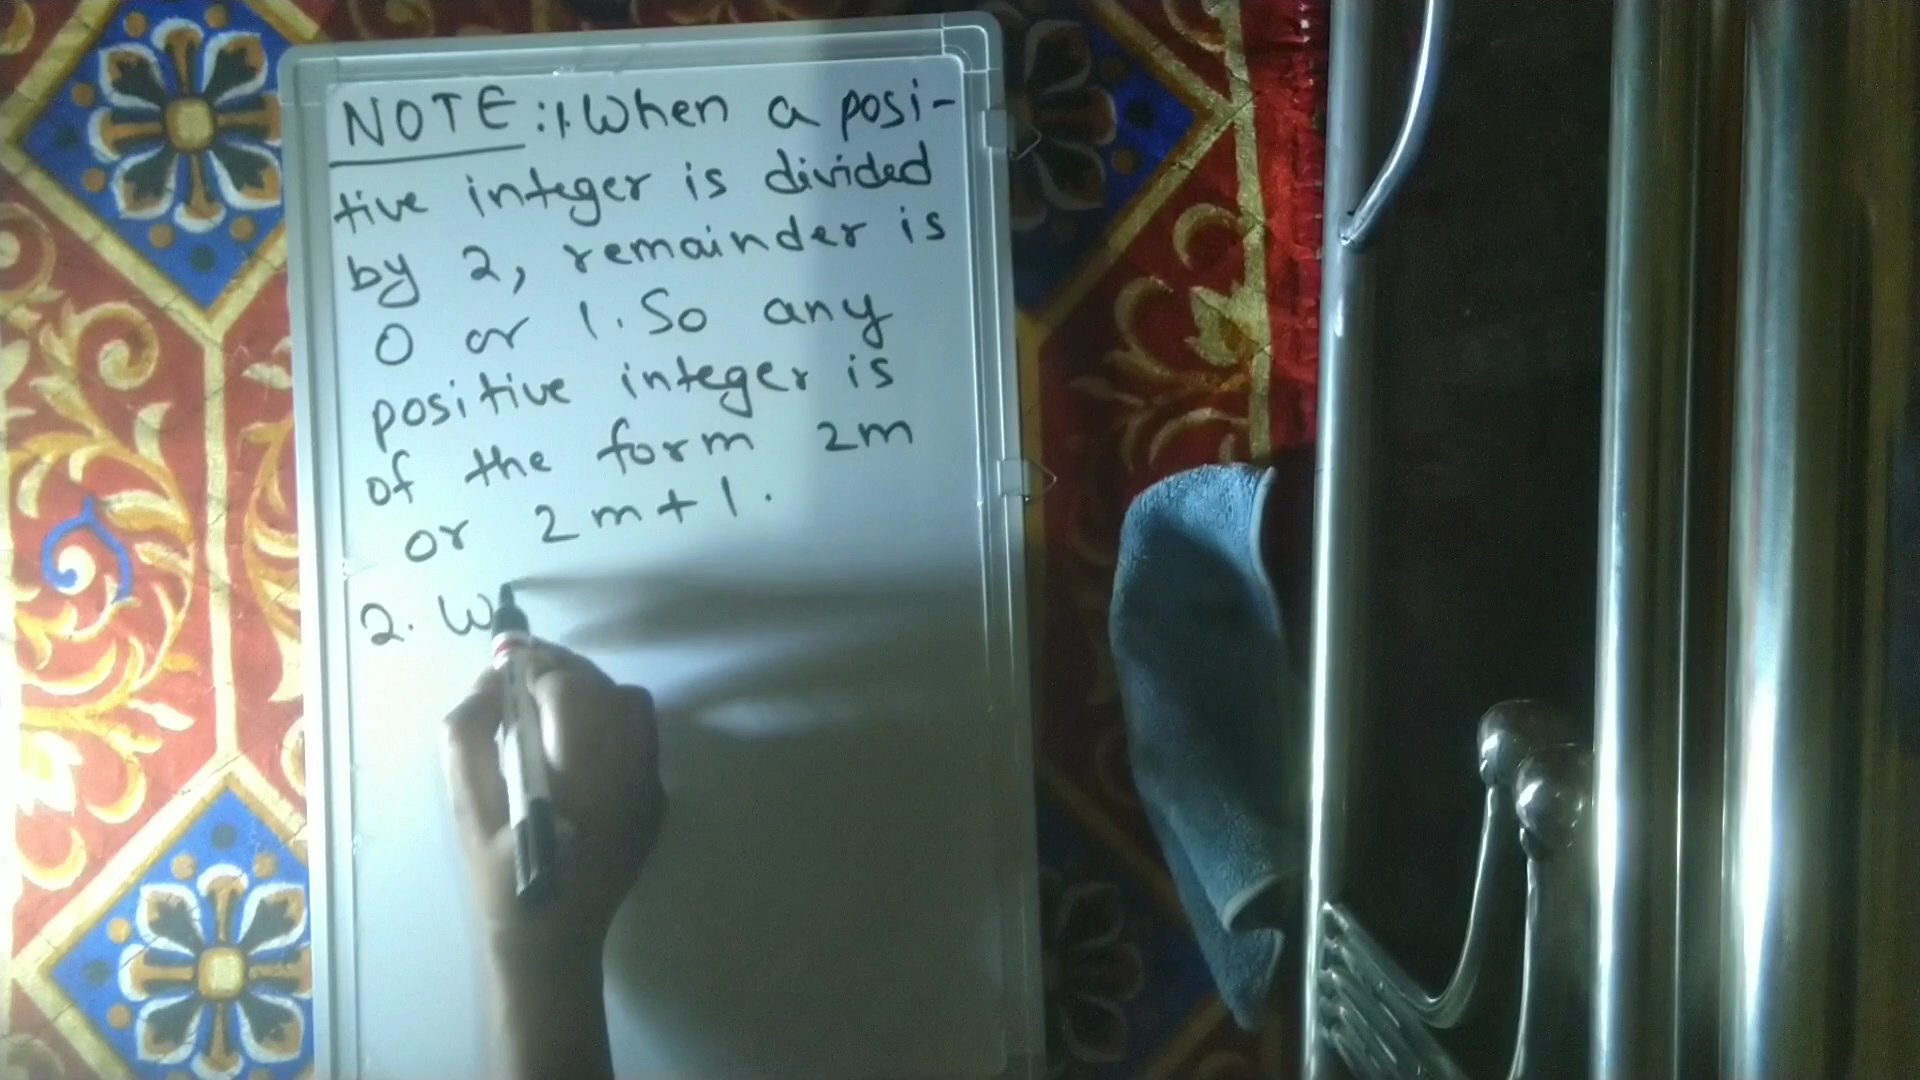 NOTE :1. When a posi-
tive integer is divided
by 2, remainder is
0 or 1. So any
positive integer is
of the form 2m
or 2m+1.
2. W